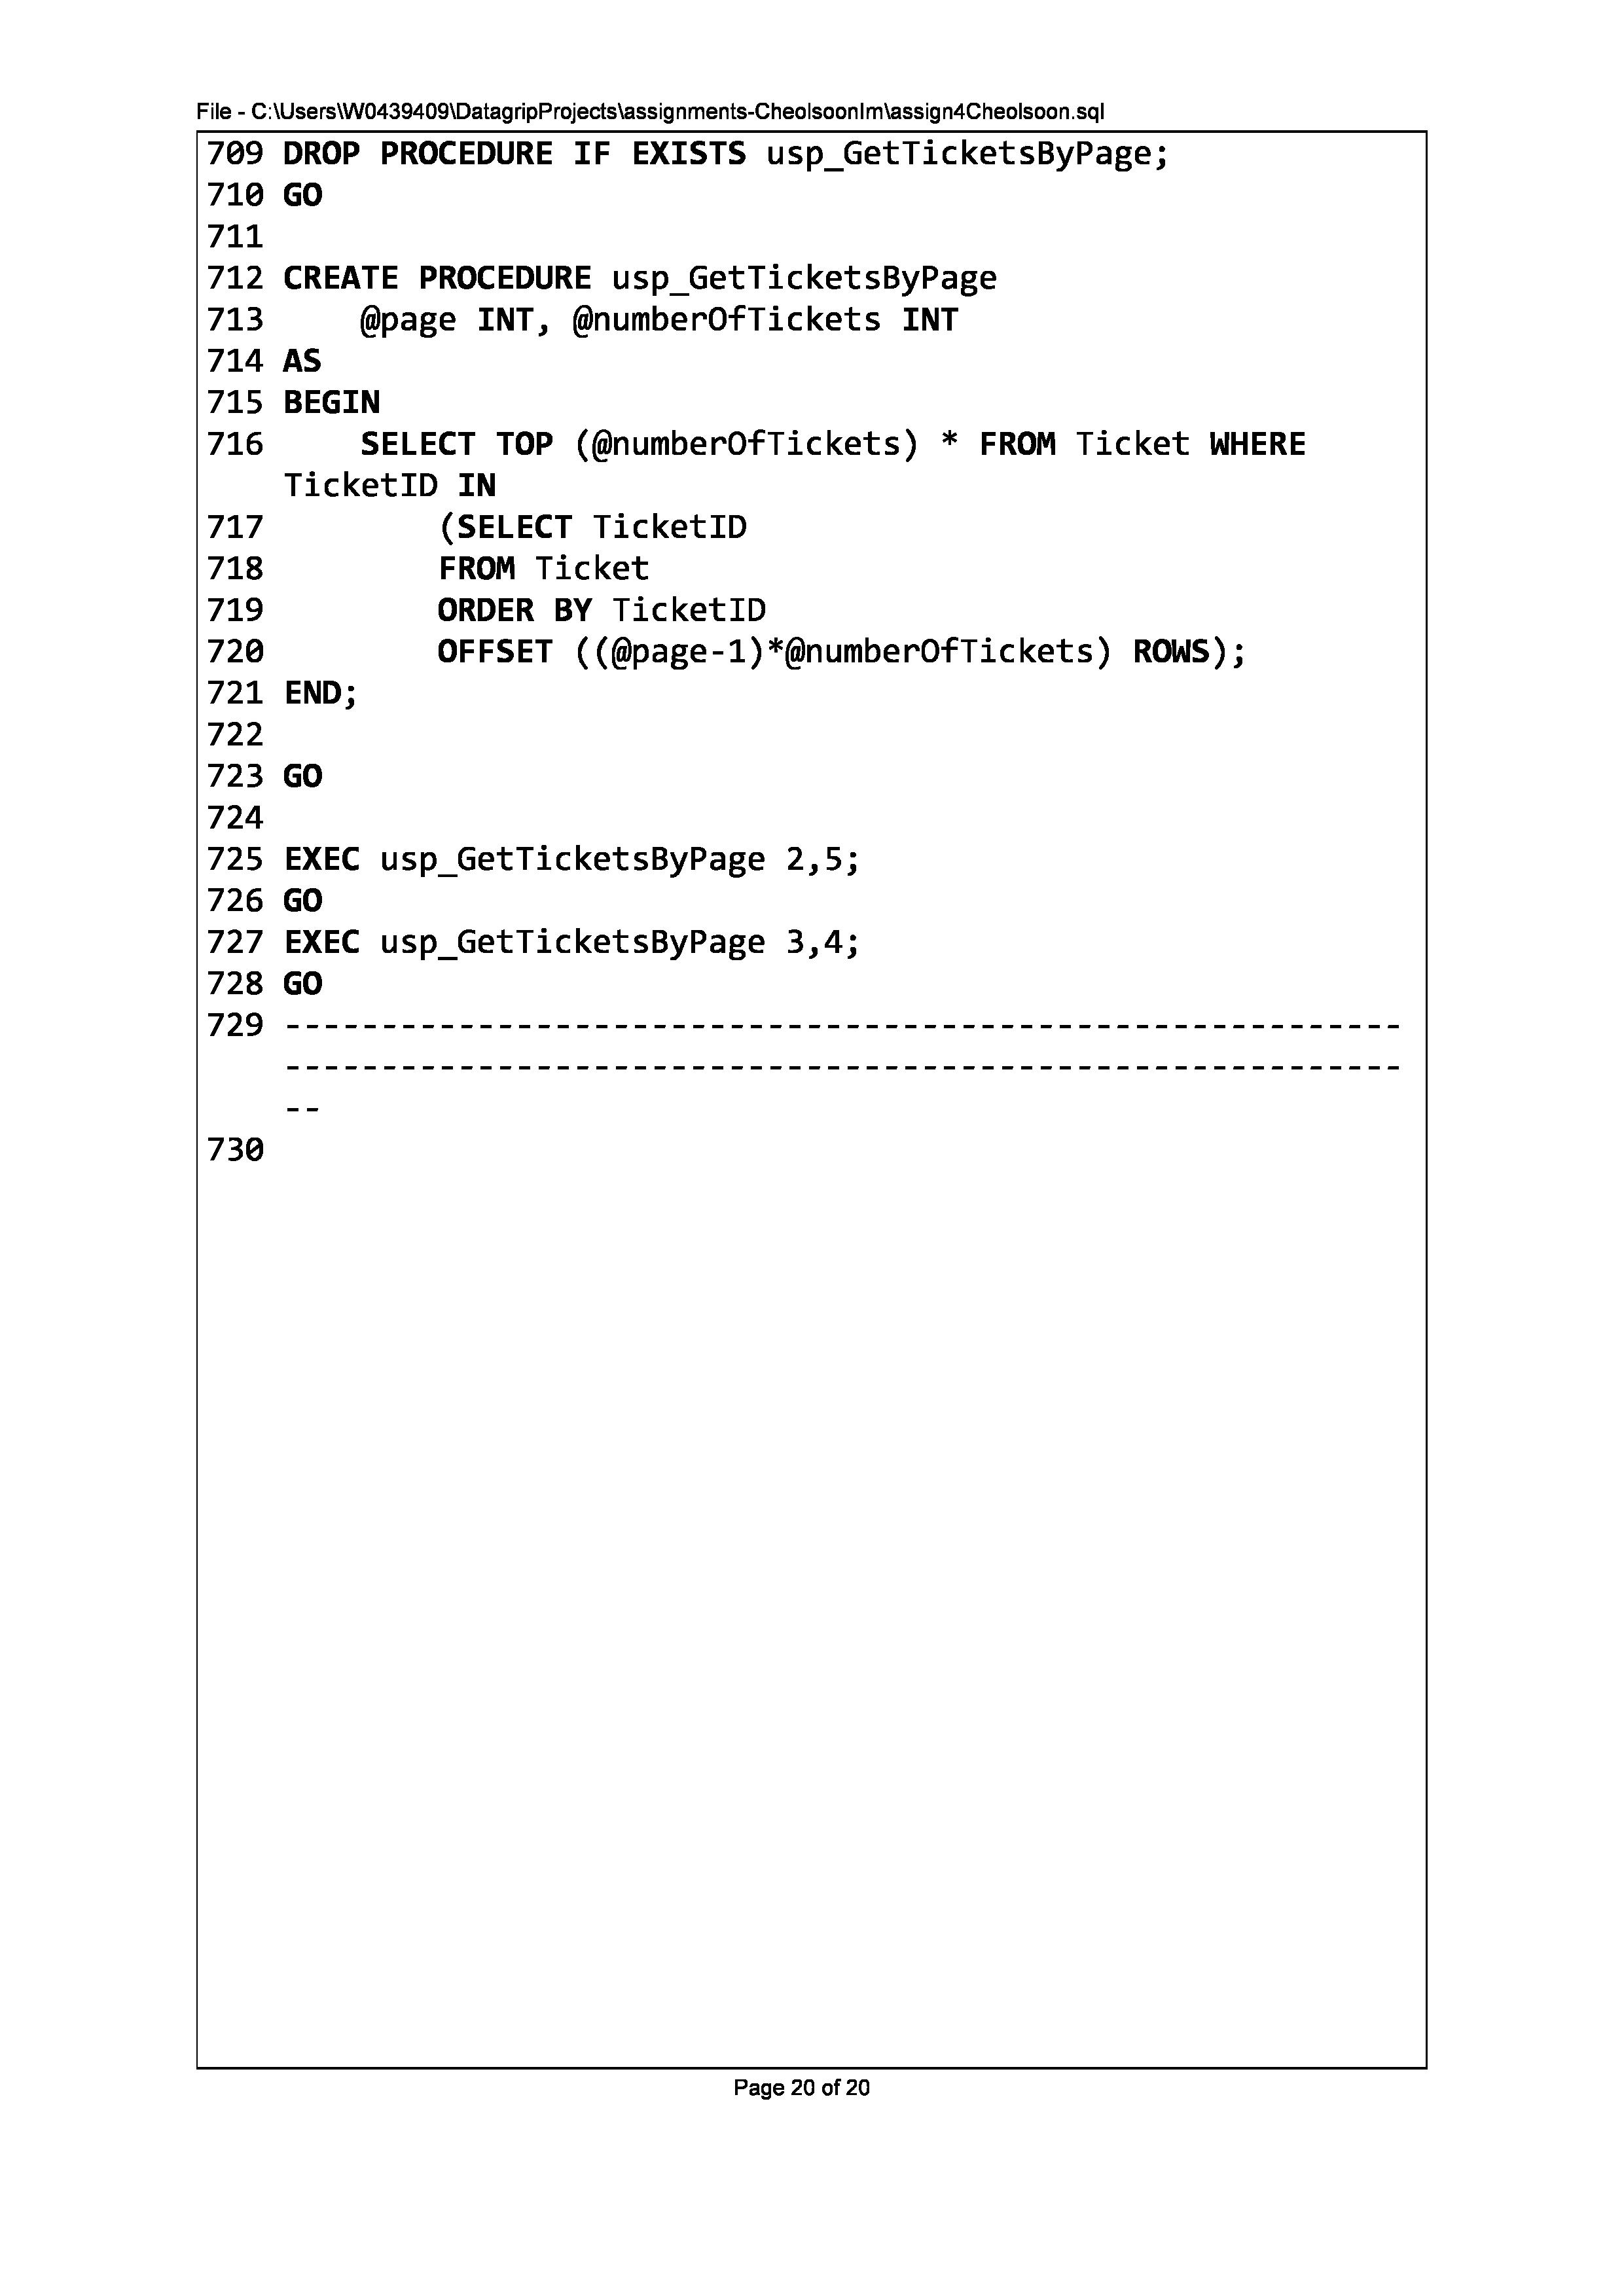 File - C:\Users\W0439409\DatagripProjects\assignments-CheolsoonIm\assign4Cheolsoon.sql
709 DROP PROCEDURE IF EXISTS usp_GetTicketsByPage;
710 GO
711
712 CREATE PROCEDURE usp_GetTicketsByPage
713     @page INT, @numberOfTickets INT
714 AS
715 BEGIN
716     SELECT TOP (@numberOfTickets) * FROM Ticket WHERE
    TicketID IN
717         (SELECT TicketID
718         FROM Ticket
719         ORDER BY TicketID
720         OFFSET ((@page-1)*@numberOfTickets) ROWS);
721 END;
722
723 GO
724
725 EXEC usp_GetTicketsByPage 2,5;
726 GO
727 EXEC usp_GetTicketsByPage 3,4;
728 GO
729 ----------------------------------------------------------
    ----------------------------------------------------------
    --
730
Page 20 of 20